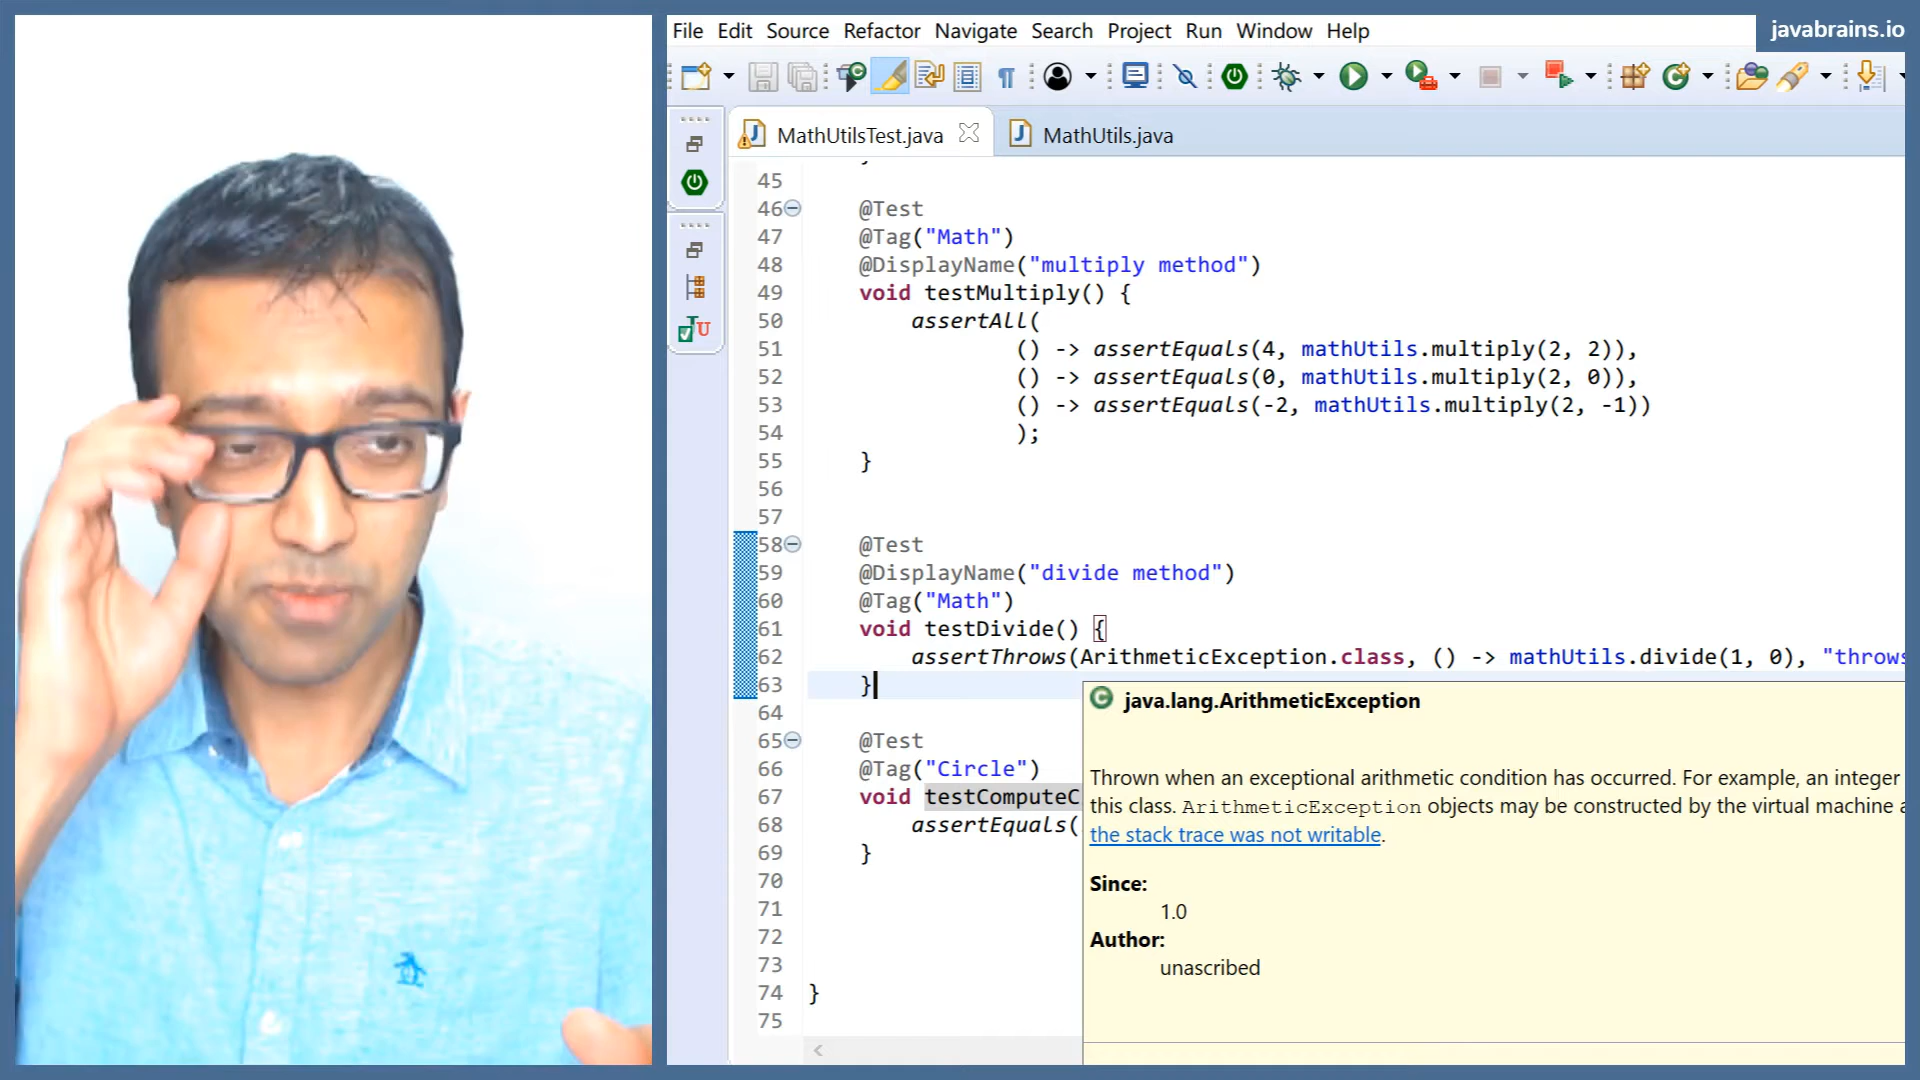 File Edit Source Refactor Navigate Search Project Run Window Help
javabrains.io
MathUtilsTest.java
MathUtils.java
45
46 @Test
47 @Tag("Math")
48 @DisplayName("multiply method")
49 void testMultiply() {
50 assertAll(
51 () -> assertEquals(4, mathUtils.multiply(2, 2)),
52 () -> assertEquals(0, mathUtils.multiply(2, 0)),
53 () -> assertEquals(-2, mathUtils.multiply(2, -1))
54 );
55 }
56
57
58 @Test
59 @DisplayName("divide method")
60 @Tag("Math")
61 void testDivide() {
62 assertThrows(ArithmeticException.class, () -> mathUtils.divide(1, 0), "throws
63 }
64
65 @Test
66 @Tag("Circle")
67 void testComputeC
68 assertEquals(
69 }
70
71
72
73
74 }
75
java.lang.ArithmeticException
Thrown when an exceptional arithmetic condition has occurred. For example, an integer
this class. ArithmeticException objects may be constructed by the virtual machine
the stack trace was not writable.
Since:
1.0
Author:
unascribed